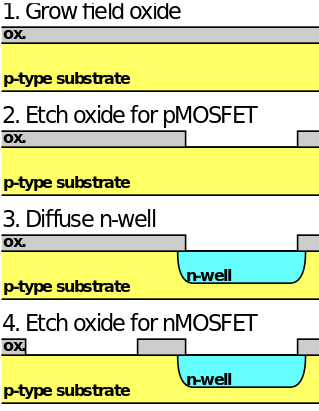 1. Grow field oxide
ox.
p-type substrate
2. Etch oxide for pMOSFET
ox.
p-type substrate
3. Diffuse n-well
ox.
n-well
p-type substrate
4. Etch oxide for nMOSFET
ox.
n-well
p-type substrate